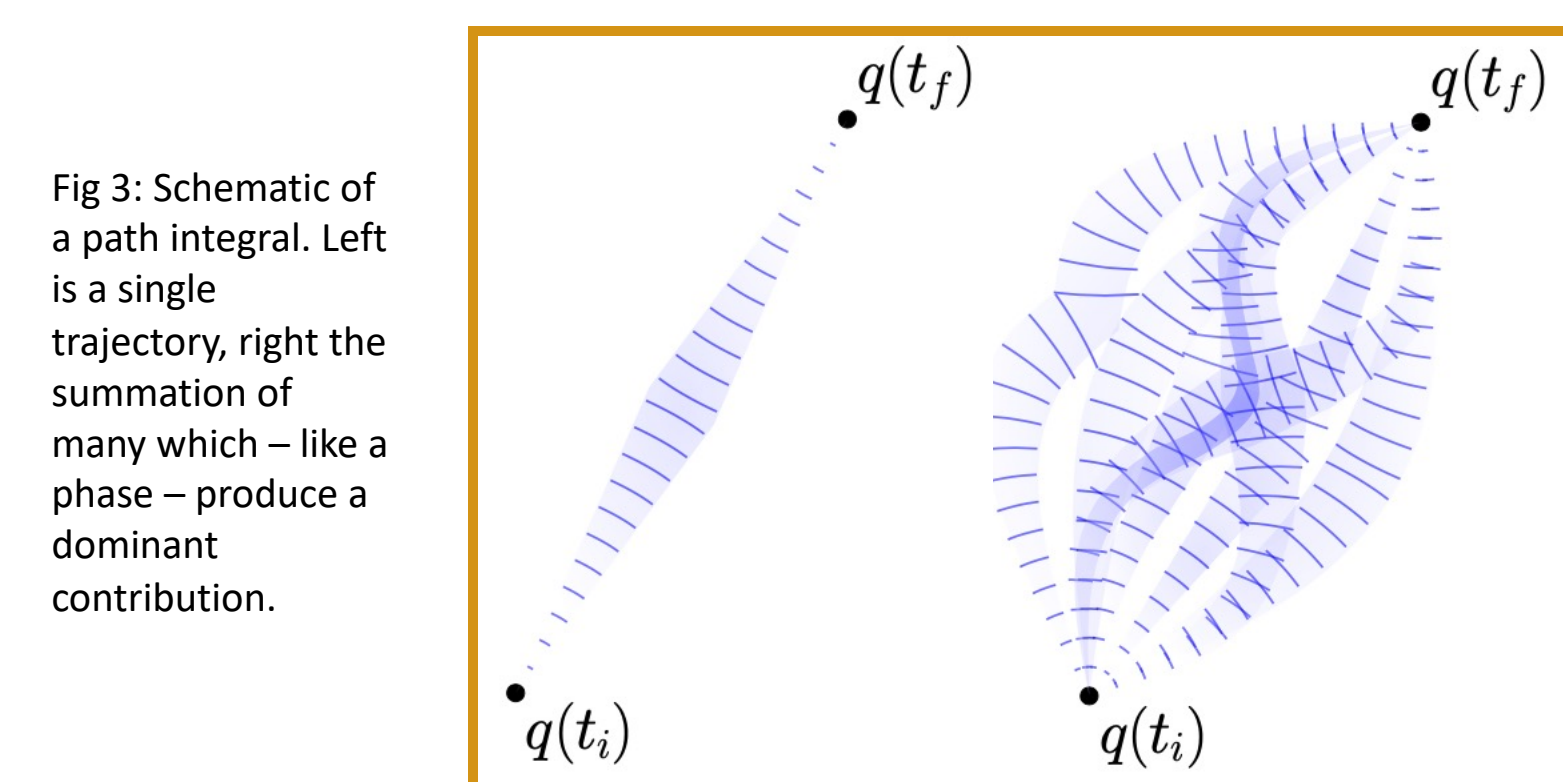 Fig 3: Schematic of
a path integral. Left
is a single
trajectory, right the
summation of
many which – like a
phase – produce a
dominant
contribution.
q(t_f)
q(t_i)
q(t_f)
q(t_i)